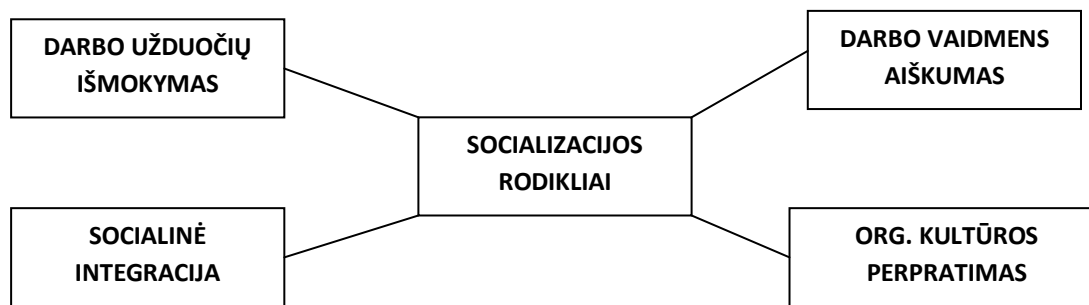 DARBO UŽDUOČIŲ
IŠMOKYMAS
DARBO VAIDMENS
AIŠKUMAS
SOCIALIZACIJOS
RODIKLIAI
SOCIALINĖ
INTEGRACIJA
ORG. KULTŪROS
PERPRATIMAS